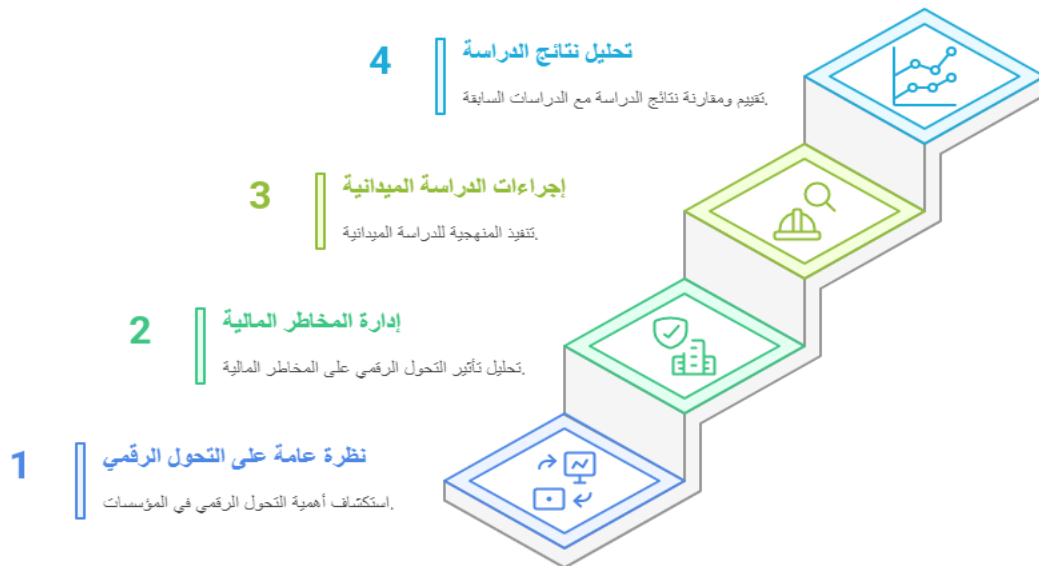 4
تحليل نتائج الدراسة
تقييم ومقارنة نتائج الدراسة مع الدراسات السابقة.
3
إجراءات الدراسة الميدانية
تنفيذ المنهجية للدراسة الميدانية.
2
إدارة المخاطر المالية
تحليل تأثير التحول الرقمي على المخاطر المالية.
1
نظرة عامة على التحول الرقمي
استكشاف أهمية التحول الرقمي في المؤسسات.